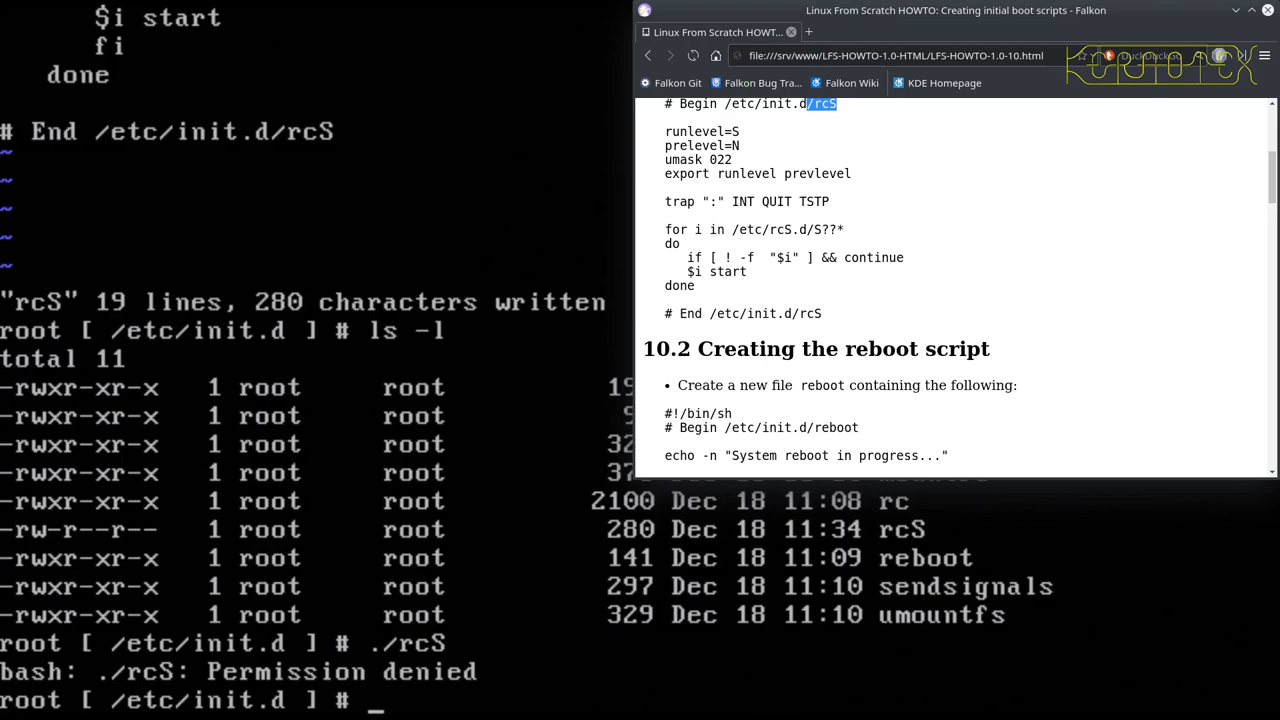 $i start
fi
done
# End /etc/init.d/rcS
~
~
~
~
~
"rcS" 19 lines, 280 characters written
root [ /etc/init.d ] # ls -l
total 11
-rwxr-xr-x 1 root root 19
-rwxr-xr-x 1 root root 9
-rwxr-xr-x 1 root root 32
-rwxr-xr-x 1 root root 37
-rwxr-xr-x 1 root root 2100 Dec 18 11:08 rc
-rw-r--r-- 1 root root 280 Dec 18 11:34 rcS
-rwxr-xr-x 1 root root 141 Dec 18 11:09 reboot
-rwxr-xr-x 1 root root 297 Dec 18 11:10 sendsignals
-rwxr-xr-x 1 root root 329 Dec 18 11:10 umountfs
root [ /etc/init.d ] # ./rcS
bash: ./rcS: Permission denied
root [ /etc/init.d ] # _
Linux From Scratch HOWTO: Creating initial boot scripts - Falkon
Linux From Scratch HOWT...
file:///srv/www/LFS-HOWTO-1.0-HTML/LFS-HOWTO-1.0-10.html
Falkon Git Falkon Bug Tra... Falkon Wiki KDE Homepage
# Begin /etc/init.d/rcS
runlevel=S
prelevel=N
umask 022
export runlevel prevlevel
trap ":" INT QUIT TSTP
for i in /etc/rcS.d/S??*
do
if [ ! -f "$i" ] && continue
$i start
done
# End /etc/init.d/rcS
10.2 Creating the reboot script
• Create a new file reboot containing the following:
#!/bin/sh
# Begin /etc/init.d/reboot
echo -n "System reboot in progress..."